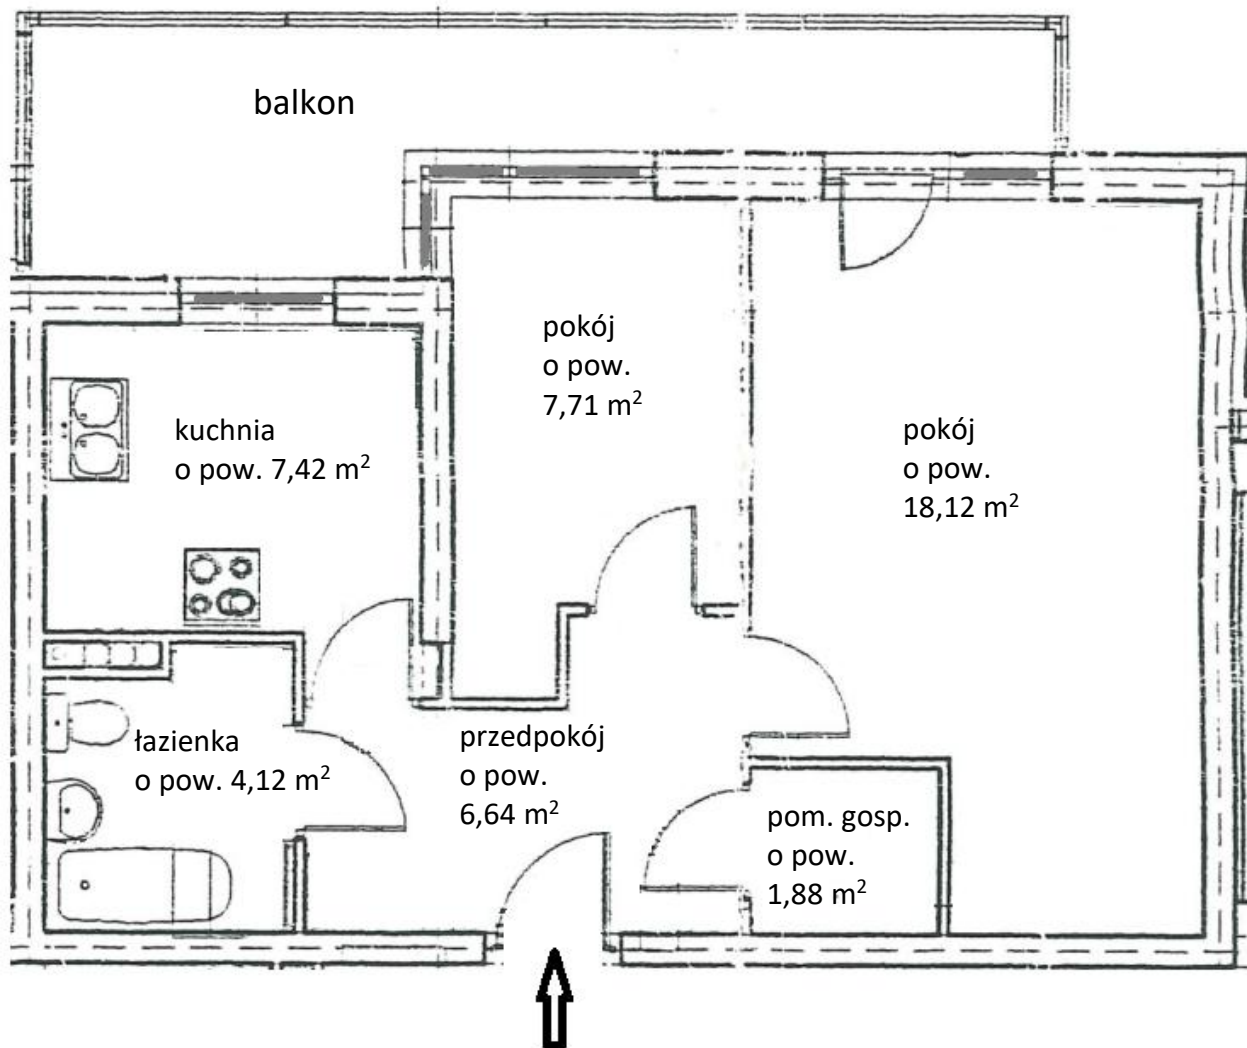 balkon
pokój
o pow.
7,71 m²
kuchnia
o pow. 7,42 m²
pokój
o pow.
18,12 m²
łazienka
o pow. 4,12 m²
przedpokój
o pow.
6,64 m²
pom. gosp.
o pow.
1,88 m²